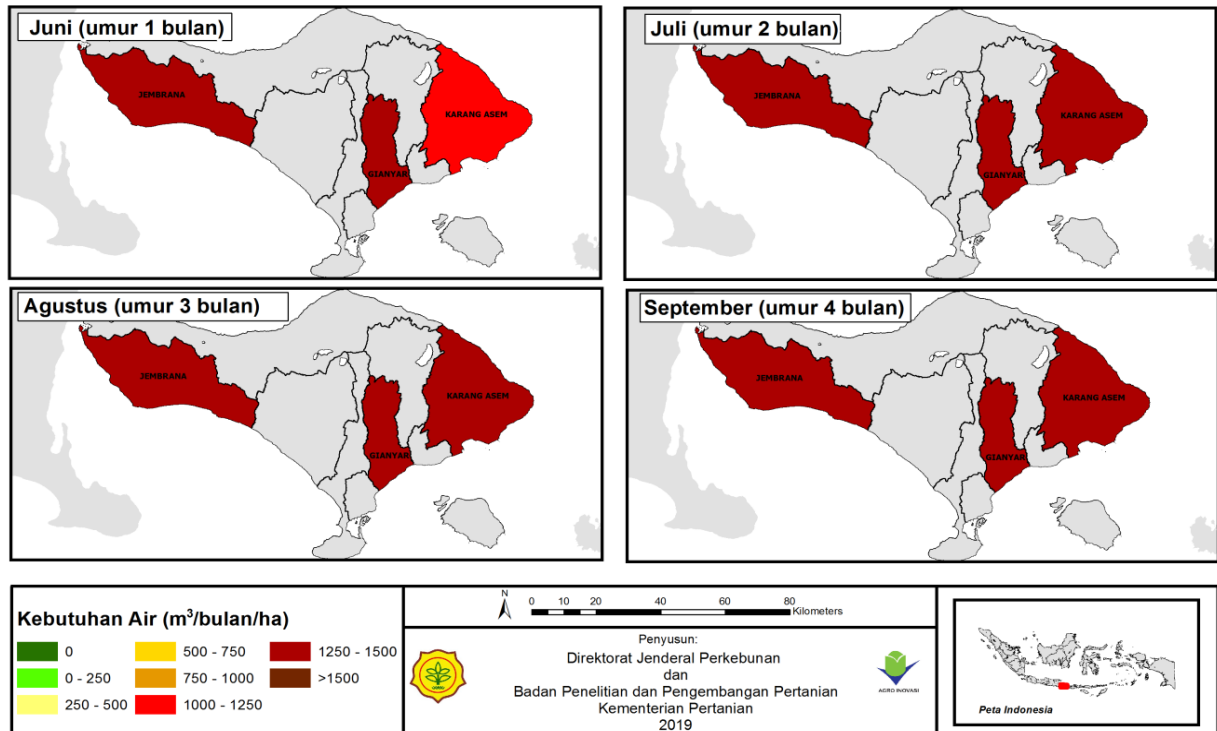 Juni (umur 1 bulan)
JEMBRANA
GIANYAR
KARANG ASEM
Juli (umur 2 bulan)
JEMBRANA
GIANYAR
KARANG ASEM
Agustus (umur 3 bulan)
JEMBRANA
GIANYAR
KARANG ASEM
September (umur 4 bulan)
JEMBRANA
GIANYAR
KARANG ASEM
Kebutuhan Air (m³/bulan/ha)
0
0 - 250
250 - 500
500 - 750
750 - 1000
1000 - 1250
1250 - 1500
>1500
N
0 5 10 20 40 60 80
Kilometers
Penyusun:
Direktorat Jenderal Perkebunan
dan
Badan Penelitian dan Pengembangan Pertanian
Kementerian Pertanian
2019
AGRO INOVASI
Peta Indonesia